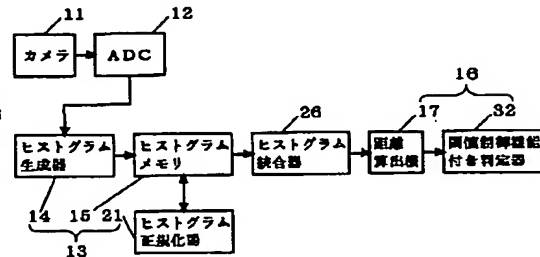 11
12
カメラ
ADC
16
26
17
32
ヒストグラム
生成器
ヒストグラム
メモリ
ヒストグラム
統合器
距離
算出機
閾値制御機能
付き判定器
14
15
21
ヒストグラム
正規化器
13